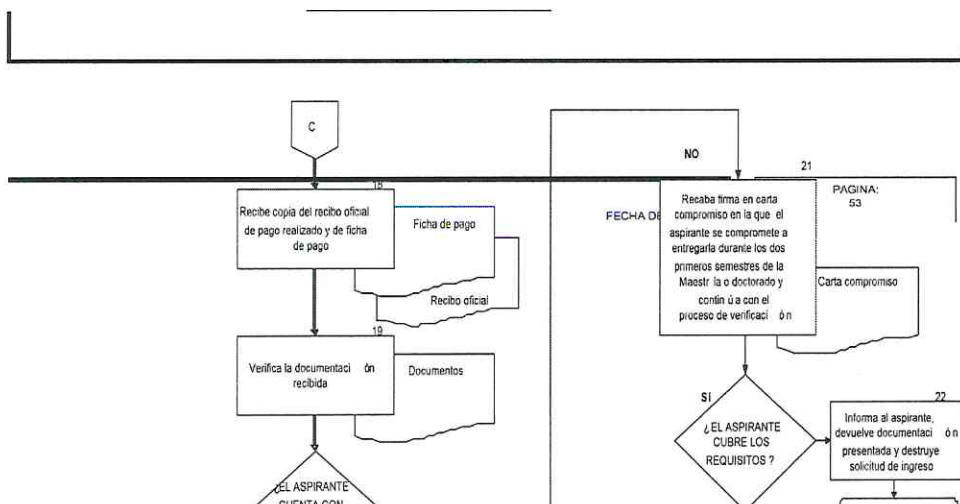 C
18
Recibe copia del recibo oficial
de pago realizado y de ficha
de pago
Ficha de pago
Recibo oficial
19
Verifica la documentaci ón
recibida
Documentos
¿EL ASPIRANTE
CUENTA CON
NO
21
PAGINA:
53
FECHA DE
Recaba firma en carta
compromiso en la que el
aspirante se compromete a
entregarla durante los dos
primeros semestres de la
Maestr ía o doctorado y
contin ú a con el
proceso de verificaci ón
Carta compromiso
SI
¿EL ASPIRANTE
CUBRE LOS
REQUISITOS ?
22
Informa al aspirante,
devuelve documentaci ón
presentada y destruye
solicitud de ingreso